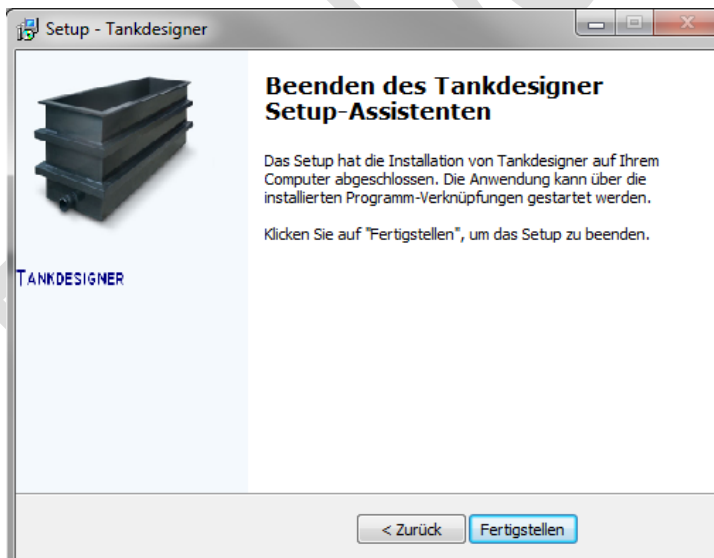 Setup - Tankdesigner
Beenden des Tankdesigner
Setup-Assistenten
Das Setup hat die Installation von Tankdesigner auf Ihrem
Computer abgeschlossen. Die Anwendung kann über die
installierten Programm-Verknüpfungen gestartet werden.
Klicken Sie auf "Fertigstellen", um das Setup zu beenden.
TANKDESIGNER
< Zurück
Fertigstellen